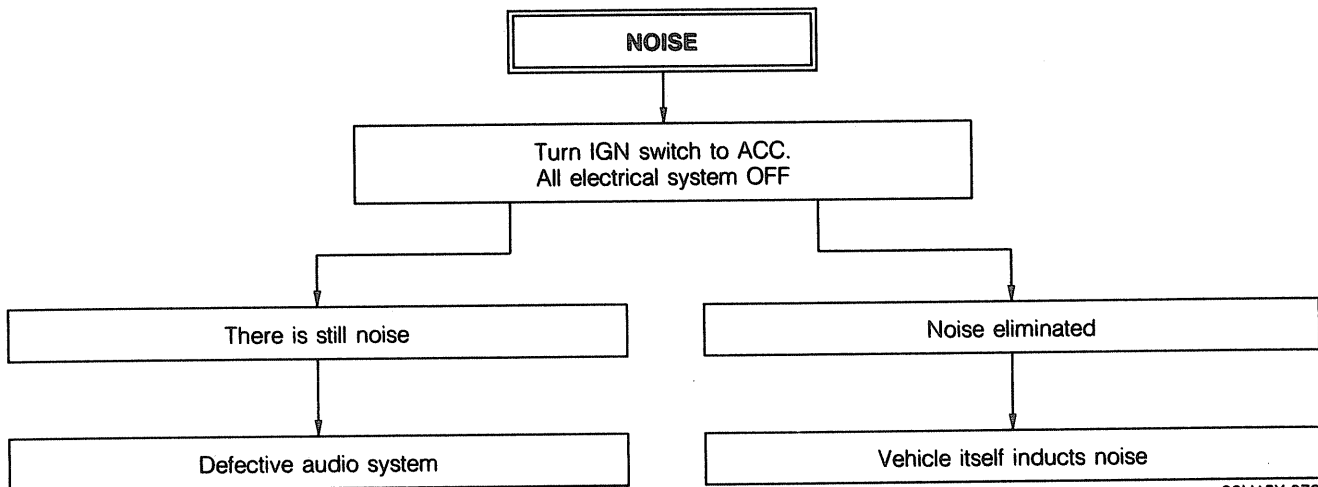 NOISE
Turn IGN switch to ACC.
All electrical system OFF
There is still noise
Noise eliminated
Defective audio system
Vehicle itself inducts noise